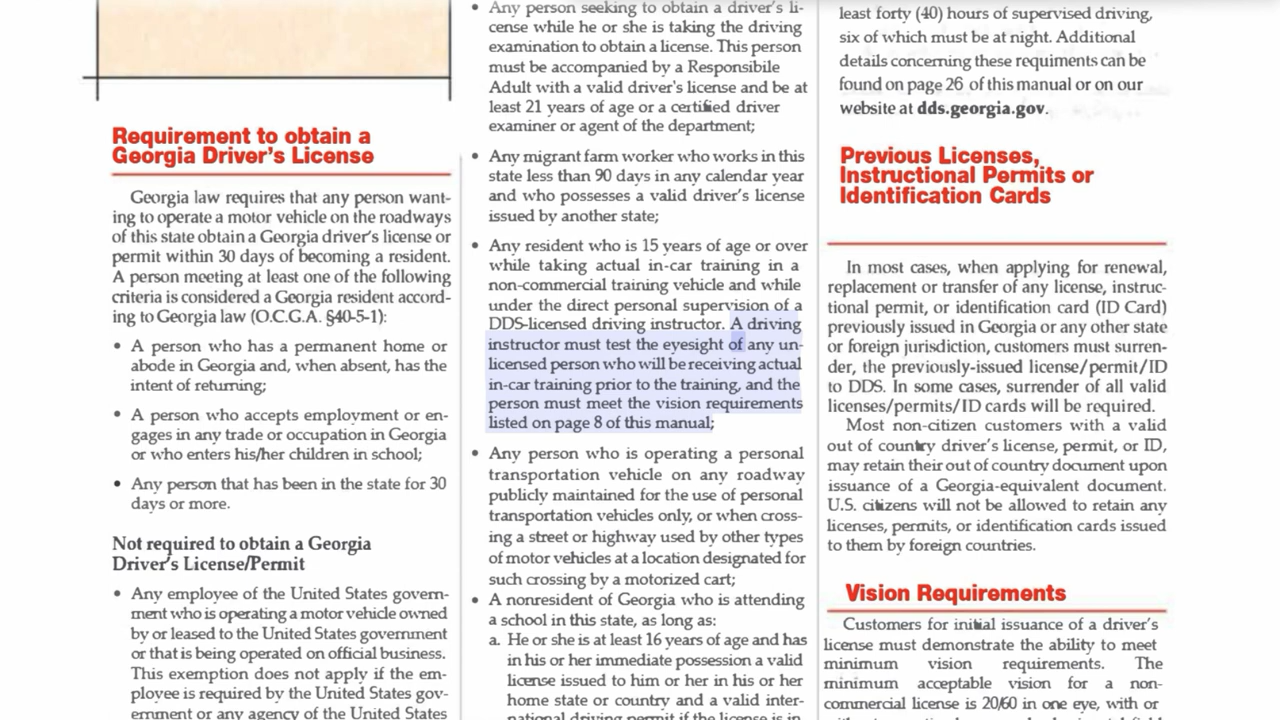 Requirement to obtain a
Georgia Driver's License
Georgia law requires that any person want-
ing to operate a motor vehicle on the roadways
of this state obtain a Georgia driver's license or
permit within 30 days of becoming a resident.
A person meeting at least one of the following
criteria is considered a Georgia resident accord-
ing to Georgia law (O.C.G.A. §40-5-1):
• A person who has a permanent home or
abode in Georgia and, when absent, has the
intent of returning;
• A person who accepts employment or en-
gages in any trade or occupation in Georgia
or who enters his/her children in school;
• Any person that has been in the state for 30
days or more.
Not required to obtain a Georgia
Driver's License/Permit
• Any employee of the United States govern-
ment who is operating a motor vehicle owned
by or leased to the United States government
or that is being operated on official business.
This exemption does not apply if the em-
ployee is required by the United States gov-
ernment or any agency of the United States
• Any person seeking to obtain a driver's li-
cense while he or she is taking the driving
examination to obtain a license. This person
must be accompanied by a Responsibile
Adult with a valid driver's license and be at
least 21 years of age or a certified driver
examiner or agent of the department;
• Any migrant farm worker who works in this
state less than 90 days in any calendar year
and who possesses a valid driver's license
issued by another state;
• Any resident who is 15 years of age or over
while taking actual in-car training in a
non-commercial training vehicle and while
under the direct personal supervision of a
DDS-licensed driving instructor. A driving
instructor must test the eyesight of any un-
licensed person who will be receiving actual
in-car training prior to the training, and the
person must meet the vision requirements
listed on page 8 of this manual;
• Any person who is operating a personal
transportation vehicle on any roadway
publicly maintained for the use of personal
transportation vehicles only, or when cross-
ing a street or highway used by other types
of motor vehicles at a location designated for
such crossing by a motorized cart;
• A nonresident of Georgia who is attending
a school in this state, as long as:
a. He or she is at least 16 years of age and has
in his or her immediate possession a valid
license issued to him or her in his or her
home state or country and a valid inter-
national driving permit if the license is in
least forty (40) hours of supervised driving,
six of which must be at night. Additional
details concerning these requiments can be
found on page 26 of this manual or on our
website at dds.georgia.gov.
Previous Licenses,
Instructional Permits or
Identification Cards
In most cases, when applying for renewal,
replacement or transfer of any license, instruc-
tional permit, or identification card (ID Card)
previously issued in Georgia or any other state
or foreign jurisdiction, customers must surren-
der, the previously-issued license/permit/ID
to DDS. In some cases, surrender of all valid
licenses/permits/ID cards will be required.
Most non-citizen customers with a valid
out of country driver's license, permit, or ID,
may retain their out of country document upon
issuance of a Georgia-equivalent document.
U.S. citizens will not be allowed to retain any
licenses, permits, or identification cards issued
to them by foreign countries.
Vision Requirements
Customers for initial issuance of a driver's
license must demonstrate the ability to meet
minimum vision requirements. The
minimum acceptable vision for a non-
commercial license is 20/60 in one eye, with or